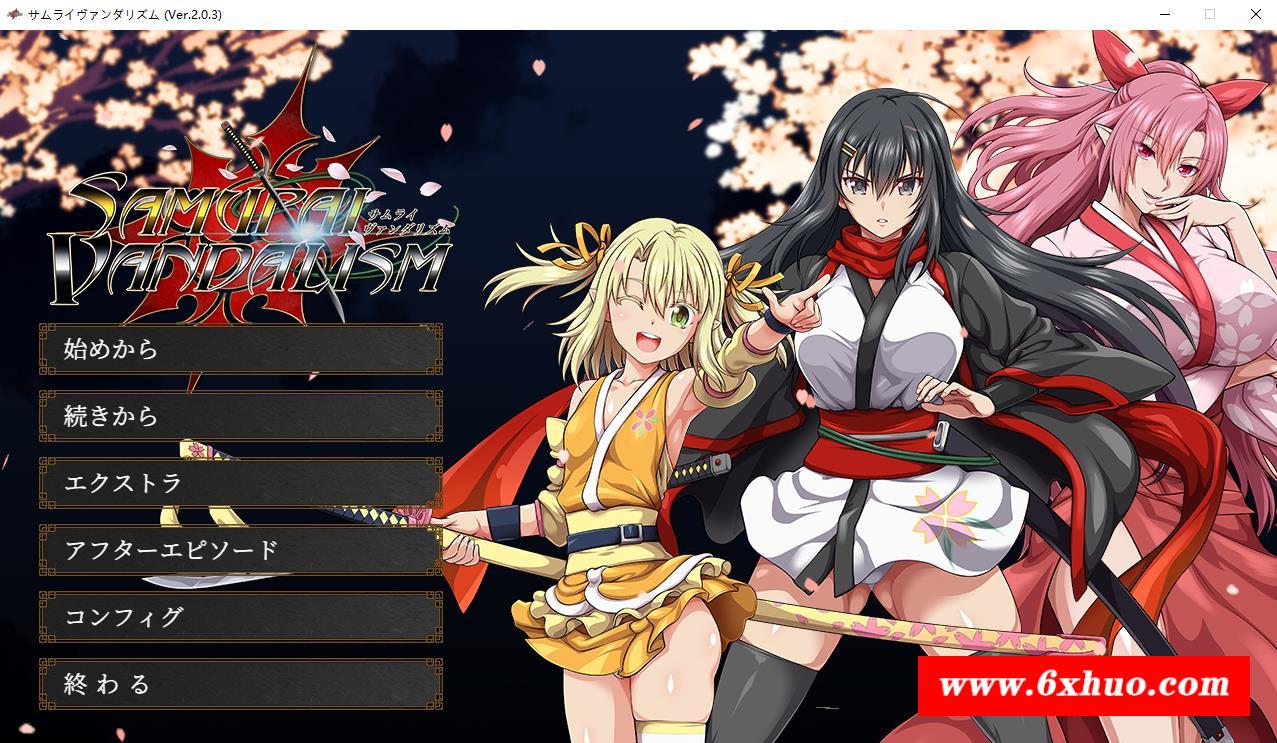 サムライヴァンダリズム (Ver.2.0.3)
SAMURAI
サムライ
ヴァンダリズム
VANDALISM
始めから
続きから
エクストラ
アフターエピソード
コンフィグ
終わる
www.6xhuo.com